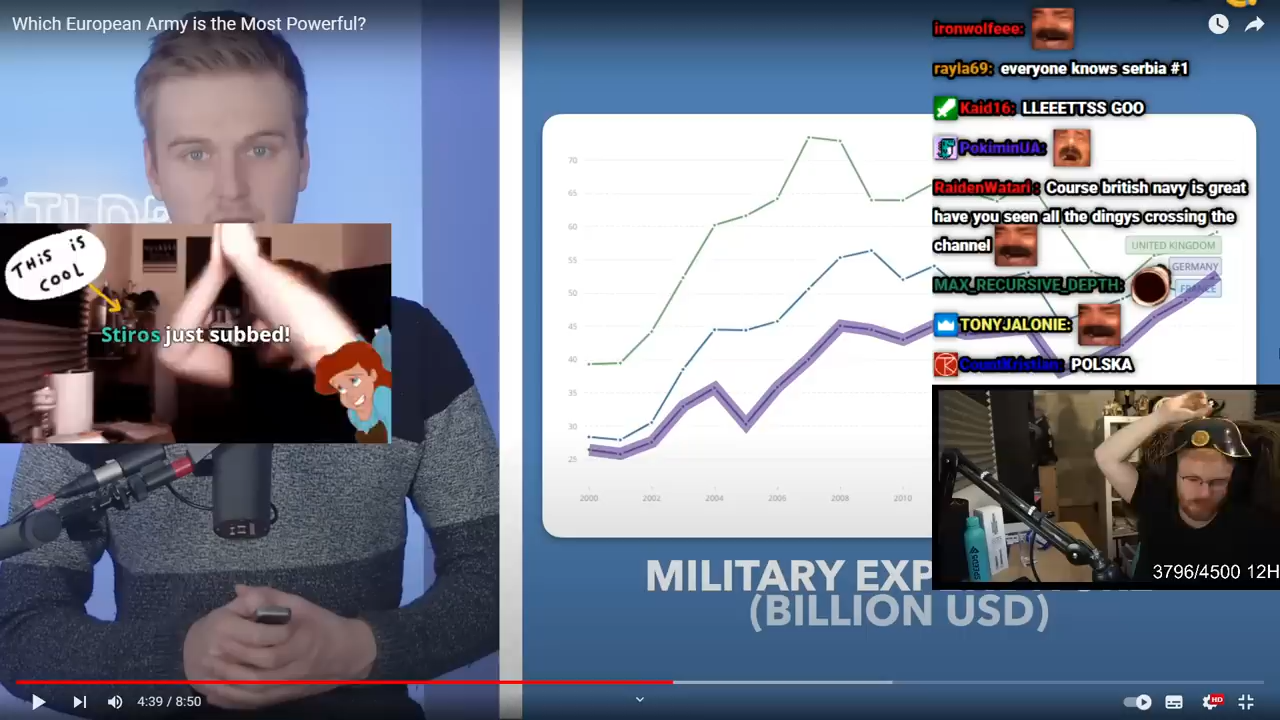 Which European Army is the Most Powerful?
ironwolfeee:
rayla69: everyone knows serbia #1
Kaid16: LLEEETTSS GOO
PokiminUA:
RaidenWatari: Course british navy is great
have you seen all the dingys crossing the
channel
MAX_RECURSIVE_DEPTH:
TONYJALONIE:
CountKristian: POLSKA
THIS IS
COOL
Stiros just subbed!
70
65
60
55
50
45
40
35
30
25
2000
2002
2004
2006
2008
2010
UNITED KINGDOM
GERMANY
FRANCE
MILITARY EXP
(BILLION USD)
3796/4500 12H
4:39 / 8:50
HD